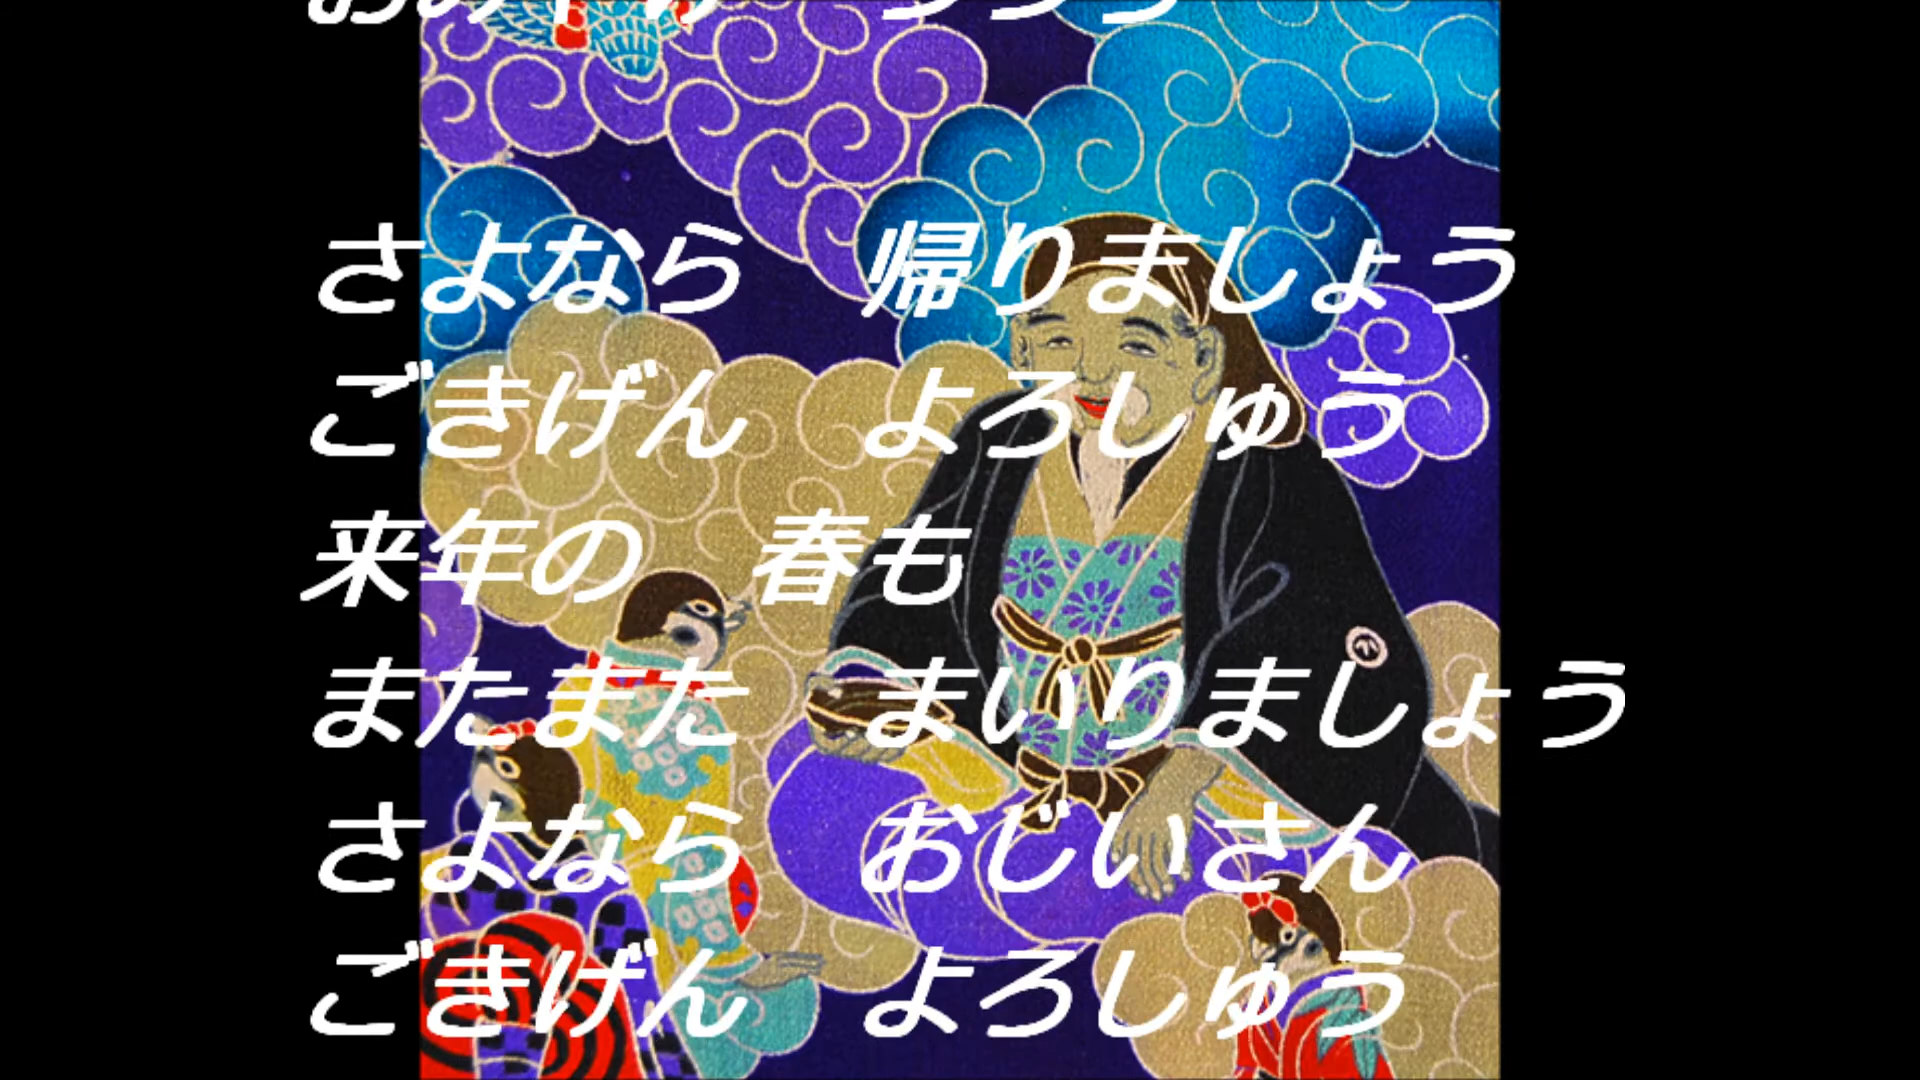 さよなら　帰りましょう
ごきげん　よろしゅう
来年の　春も
またまた　まいりましょう
さよなら　おじいさん
ごきげん　よろしゅう